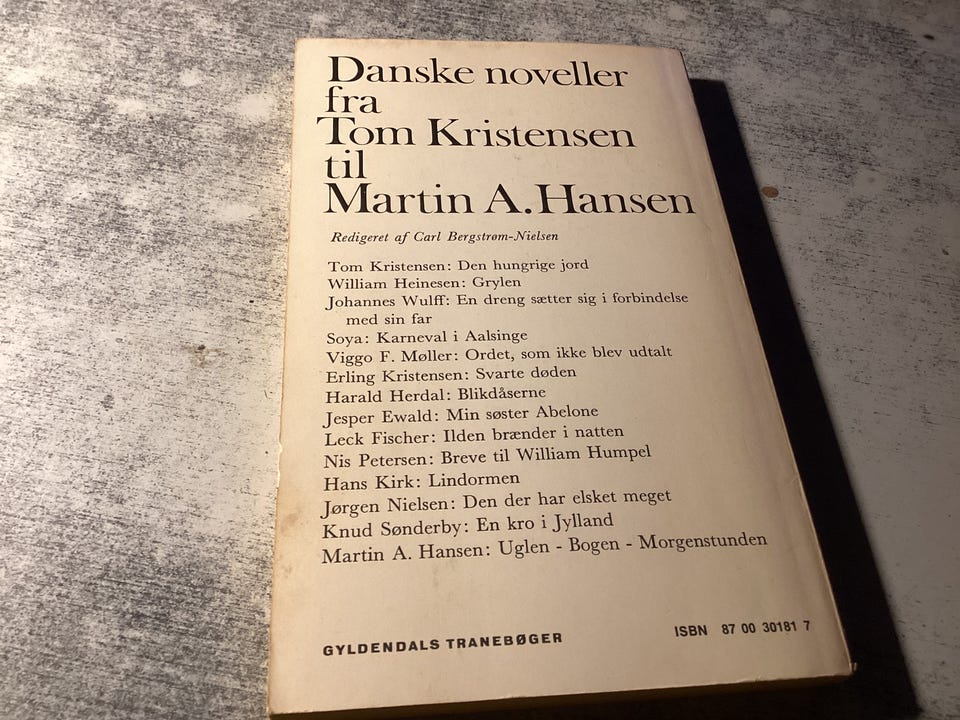 Danske noveller
fra
Tom Kristensen
til
Martin A. Hansen
Redigeret af Carl Bergstrøm-Nielsen
Tom Kristensen: Den hungrige jord
William Heinesen: Grylen
Johannes Wulff: En dreng sætter sig i forbindelse
med sin far
Soya: Karneval i Aalsinge
Viggo F. Møller: Ordet, som ikke blev udtalt
Erling Kristensen: Svarte døden
Harald Herdal: Blikdåserne
Jesper Ewald: Min søster Abelone
Leck Fischer: Ilden brænder i natten
Nis Petersen: Breve til William Humpel
Hans Kirk: Lindormen
Jørgen Nielsen: Den der har elsket meget
Knud Sønderby: En kro i Jylland
Martin A. Hansen: Uglen - Bogen - Morgenstunden
GYLDENDALS TRANEBØGER
ISBN 87 00 30181 7